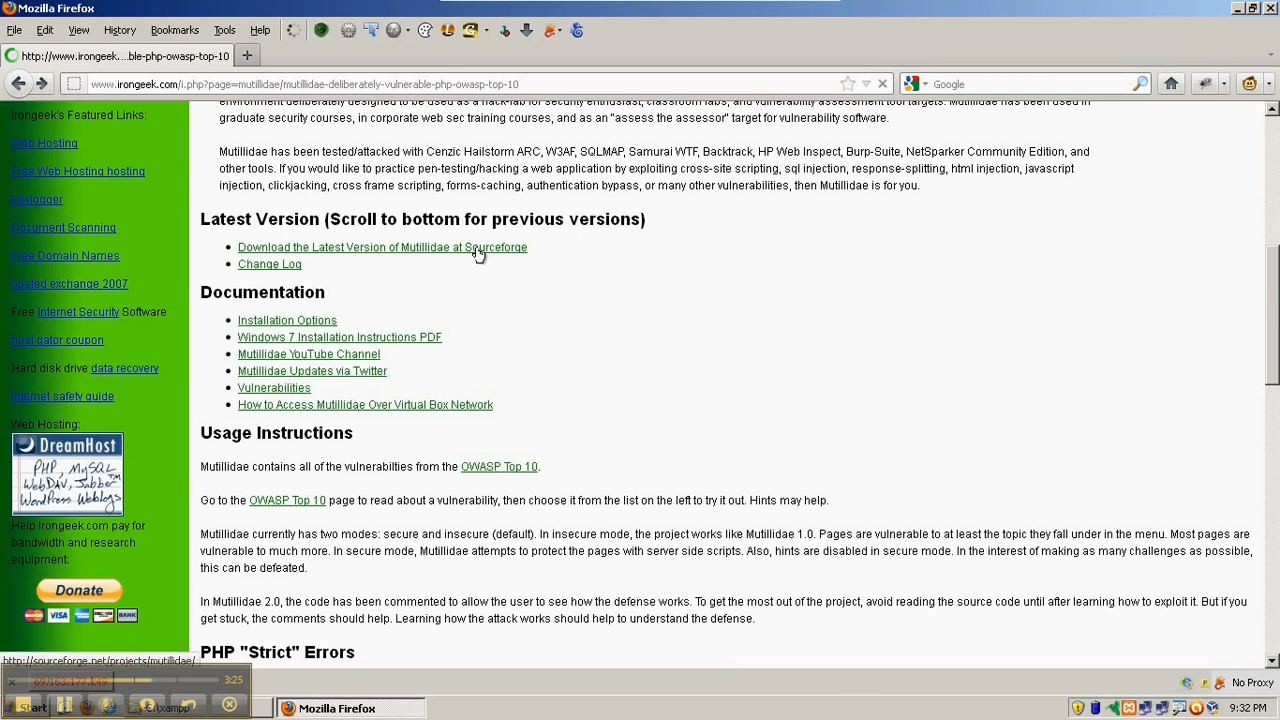 Mozilla Firefox
File Edit View History Bookmarks Tools Help
http://www.irongeek....ble-php-owasp-top-10
www.irongeek.com/i.php?page=mutillidae/mutillidae-deliberately-vulnerable-php-owasp-top-10
Google
Irongeek's Featured Links:
Web Hosting
Free Web Hosting hosting
Keylogger
Document Scanning
Free Domain Names
hosted exchange 2007
Free Internet Security Software
host gator coupon
Hard disk drive data recovery
internet safety guide
Web Hosting:
DreamHost
PHP, MySQL
WebDAV, Jabber
WordPress Weblogs
Help Irongeek.com pay for
bandwidth and research
equipment:
Donate
VISA
BANK
environment deliberately designed to be used as a hack-lab for security enthusiast, classroom labs, and vulnerability assessment tool targets. Mutillidae has been used in
graduate security courses, in corporate web sec training courses, and as an "assess the assessor" target for vulnerability software.
Mutillidae has been tested/attacked with Cenzic Hailstorm ARC, W3AF, SQLMAP, Samurai WTF, Backtrack, HP Web Inspect, Burp-Suite, NetSparker Community Edition, and
other tools. If you would like to practice pen-testing/hacking a web application by exploiting cross-site scripting, sql injection, response-splitting, html injection, javascript
injection, clickjacking, cross frame scripting, forms-caching, authentication bypass, or many other vulnerabilities, then Mutillidae is for you.
Latest Version (Scroll to bottom for previous versions)
Download the Latest Version of Mutillidae at Sourceforge
Change Log
Documentation
Installation Options
Windows 7 Installation Instructions PDF
Mutillidae YouTube Channel
Mutillidae Updates via Twitter
Vulnerabilities
How to Access Mutillidae Over Virtual Box Network
Usage Instructions
Mutillidae contains all of the vulnerabilties from the OWASP Top 10.
Go to the OWASP Top 10 page to read about a vulnerability, then choose it from the list on the left to try it out. Hints may help.
Mutillidae currently has two modes: secure and insecure (default). In insecure mode, the project works like Mutillidae 1.0. Pages are vulnerable to at least the topic they fall under in the menu. Most pages are
vulnerable to much more. In secure mode, Mutillidae attempts to protect the pages with server side scripts. Also, hints are disabled in secure mode. In the interest of making as many challenges as possible,
this can be defeated.
In Mutillidae 2.0, the code has been commented to allow the user to see how the defense works. To get the most out of the project, avoid reading the source code until after learning how to exploit it. But if you
get stuck, the comments should help. Learning how the attack works should help to understand the defense.
PHP "Strict" Errors
http://sourceforge.net/projects/mutillidae/
69.163.177.249
3:25
No Proxy
Start
C:\xampp
Mozilla Firefox
9:32 PM